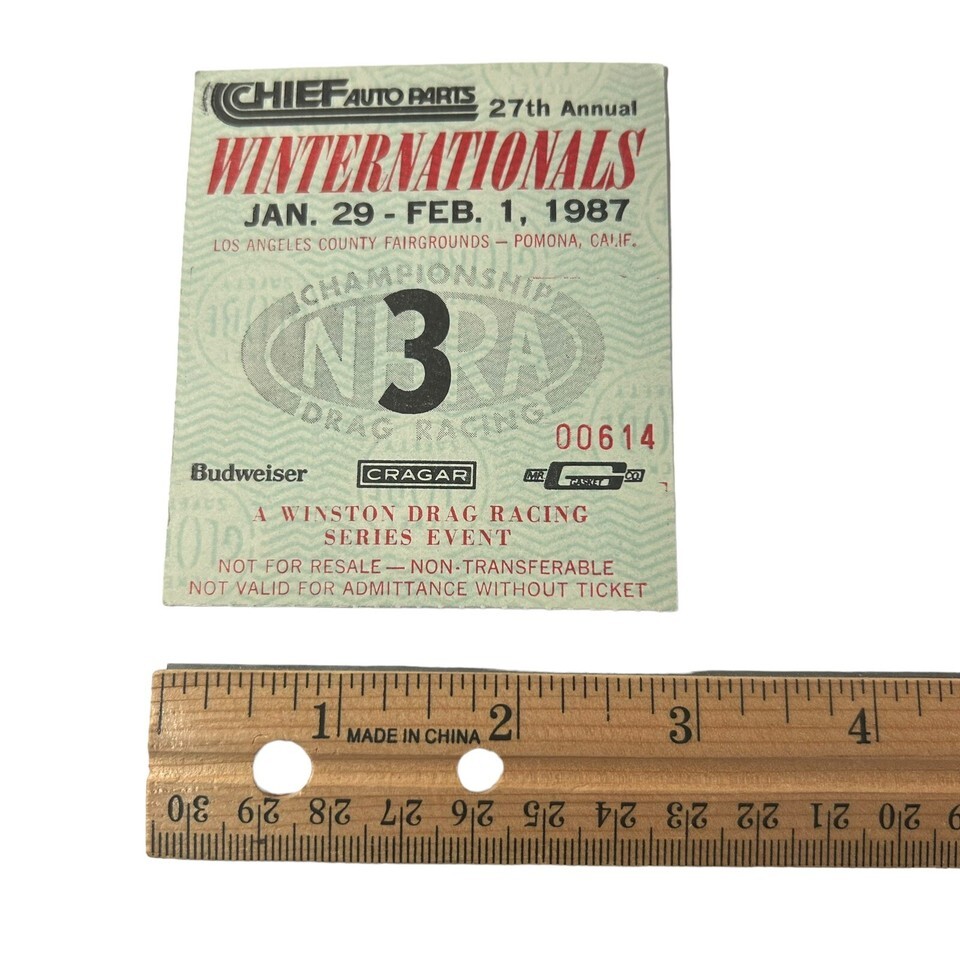 CHIEF AUTO PARTS 27th Annual
WINTERNATIONALS
JAN. 29 - FEB. 1, 1987
LOS ANGELES COUNTY FAIRGROUNDS — POMONA, CALIF.
CHAMPIONSHIP
NHRA
3
DRAG RACING
00614
Budweiser CRAGAR MR. GASKET CO
A WINSTON DRAG RACING
SERIES EVENT
NOT FOR RESALE — NON-TRANSFERABLE
NOT VALID FOR ADMITTANCE WITHOUT TICKET
1 MADE IN CHINA 2 3 4
30 29 28 27 26 25 24 23 22 21 20